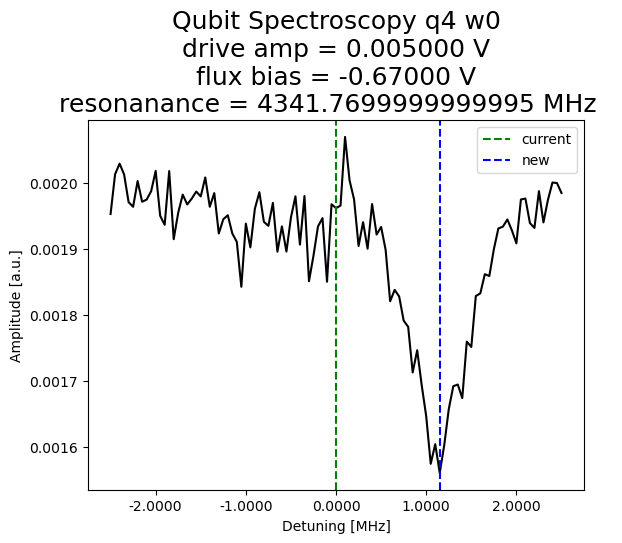 Qubit Spectroscopy q4 w0
drive amp = 0.005000 V
flux bias = -0.67000 V
resonanance = 4341.7699999999995 MHz
current
new
0.0020
0.0019
0.0018
0.0017
0.0016
Amplitude [a.u.]
-2.0000 -1.0000 0.0000 1.0000 2.0000
Detuning [MHz]